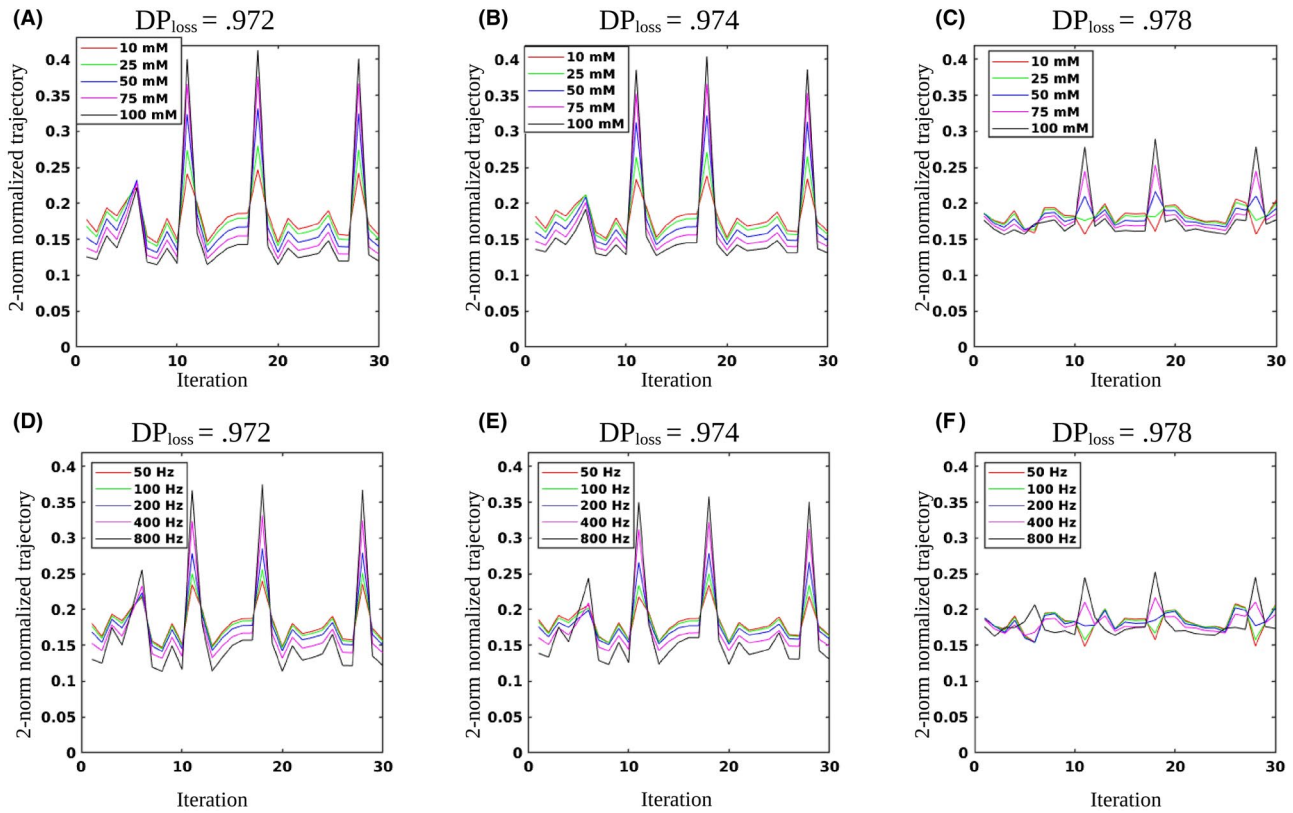 (A) DPloss = .972
2-norm normalized trajectory
0.4
0.35
0.3
0.25
0.2
0.15
0.1
0.05
0
10 mM
25 mM
50 mM
75 mM
100 mM
0 10 20 30
Iteration
(B) DPloss = .974
2-norm normalized trajectory
0.4
0.35
0.3
0.25
0.2
0.15
0.1
0.05
0
10 mM
25 mM
50 mM
75 mM
100 mM
0 10 20 30
Iteration
(C) DPloss = .978
2-norm normalized trajectory
0.4
0.35
0.3
0.25
0.2
0.15
0.1
0.05
0
10 mM
25 mM
50 mM
75 mM
100 mM
0 10 20 30
Iteration
(D) DPloss = .972
2-norm normalized trajectory
0.4
0.35
0.3
0.25
0.2
0.15
0.1
0.05
0
50 Hz
100 Hz
200 Hz
400 Hz
800 Hz
0 10 20 30
Iteration
(E) DPloss = .974
2-norm normalized trajectory
0.4
0.35
0.3
0.25
0.2
0.15
0.1
0.05
0
50 Hz
100 Hz
200 Hz
400 Hz
800 Hz
0 10 20 30
Iteration
(F) DPloss = .978
2-norm normalized trajectory
0.4
0.35
0.3
0.25
0.2
0.15
0.1
0.05
0
50 Hz
100 Hz
200 Hz
400 Hz
800 Hz
0 10 20 30
Iteration